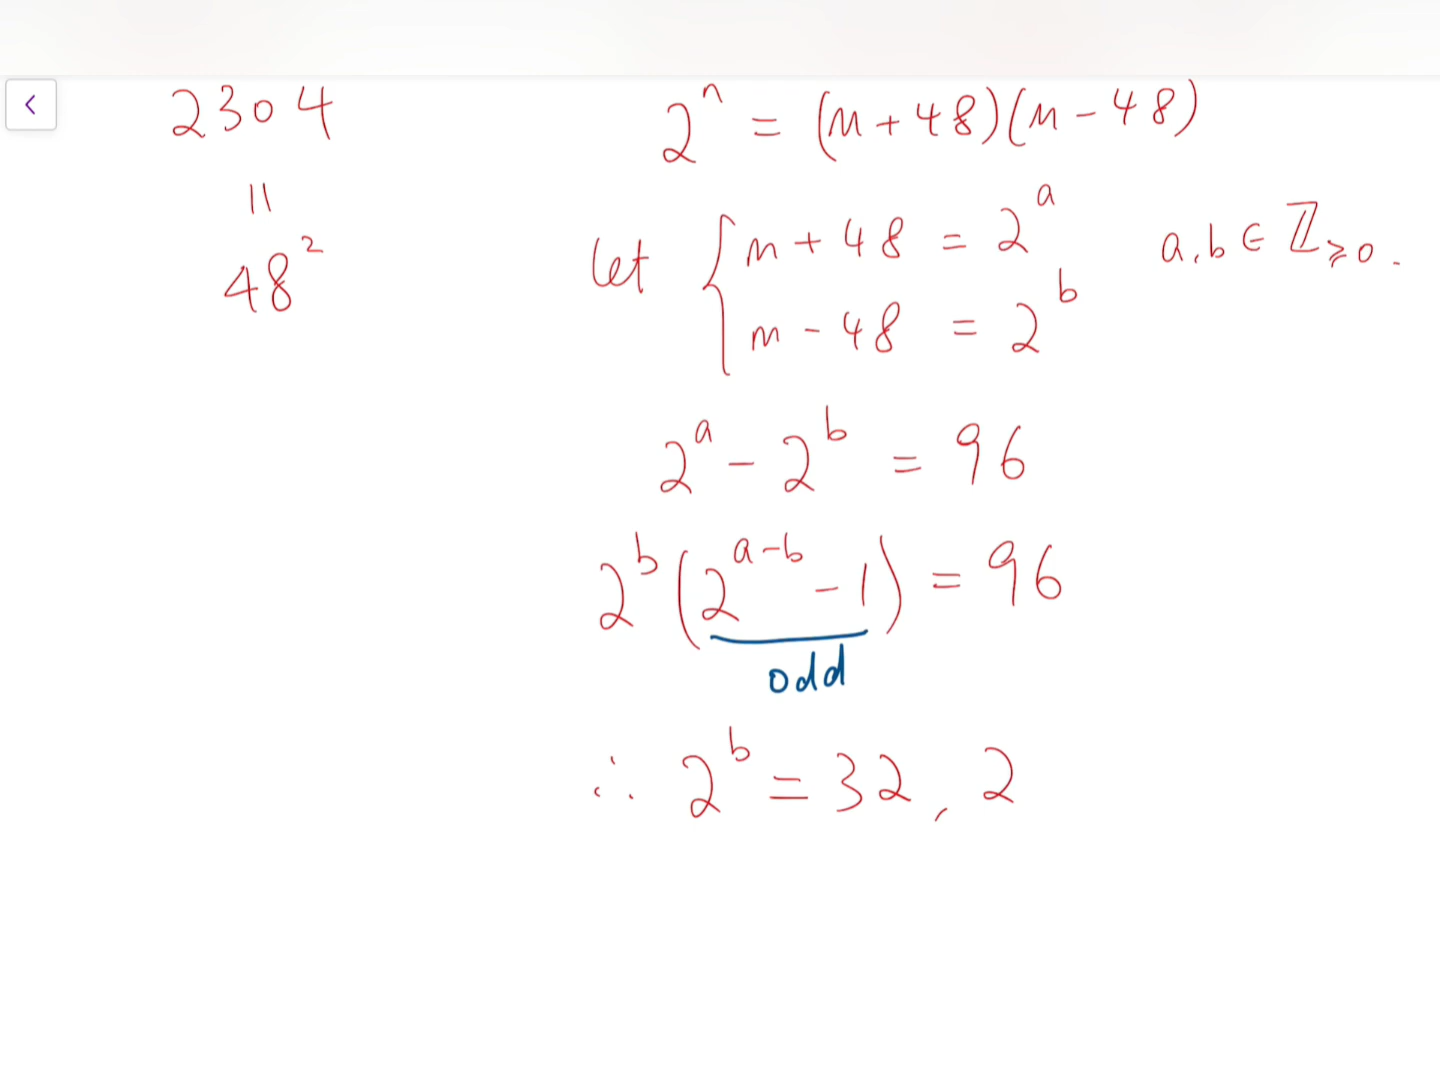 2304
=
48²
2ⁿ = (m+48)(m-48)
let { m+48 = 2ᵃ a,b ∈ ℤ≥0.
m-48 = 2ᵇ
2ᵃ - 2ᵇ = 96
2ᵇ(2ᵃ⁻ᵇ - 1) = 96
odd
∴ 2ᵇ = 32, 2